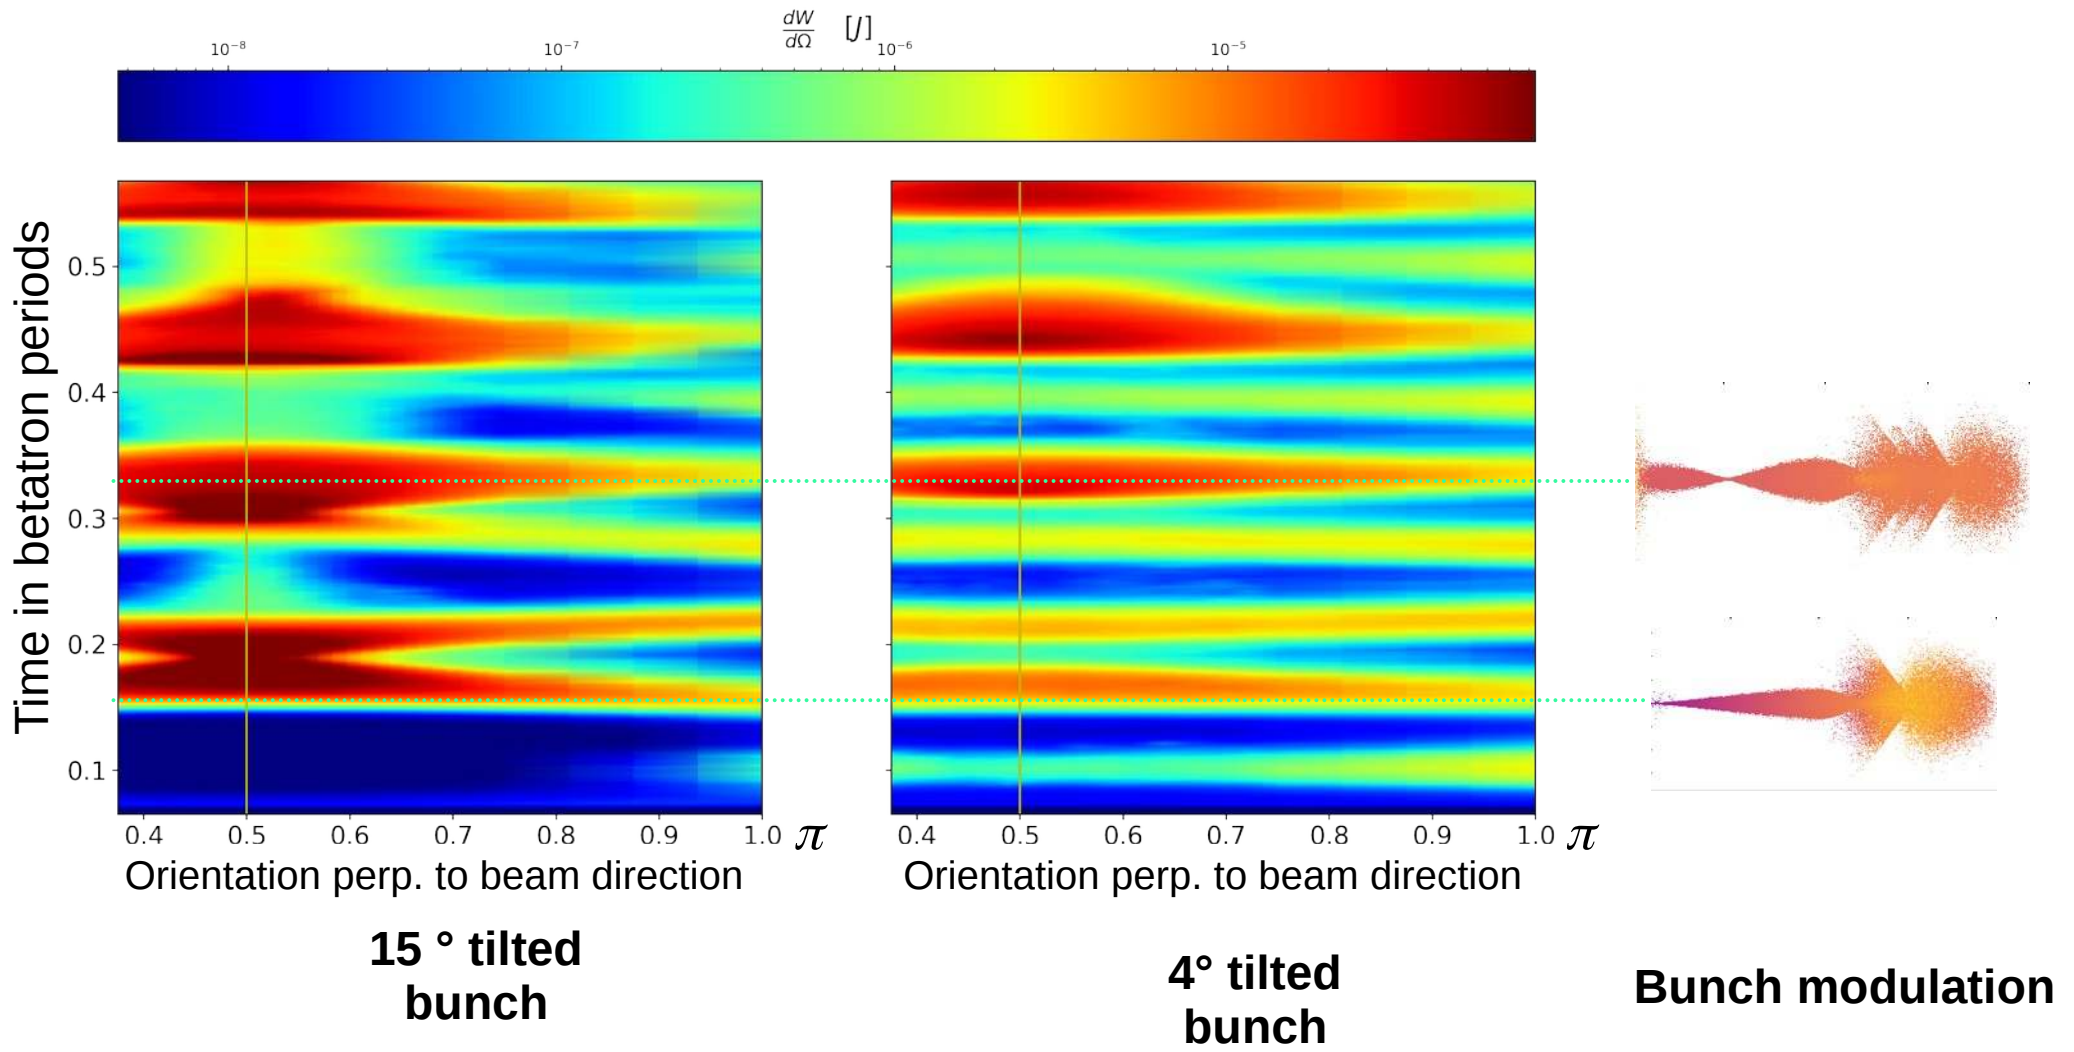 dW
dΩ [J]
10⁻⁸ 10⁻⁷ 10⁻⁶ 10⁻⁵
Time in betatron periods
0.5
0.4
0.3
0.2
0.1
0.4 0.5 0.6 0.7 0.8 0.9 1.0 π
0.4 0.5 0.6 0.7 0.8 0.9 1.0 π
Orientation perp. to beam direction
Orientation perp. to beam direction
15 ° tilted
bunch
4° tilted
bunch
Bunch modulation